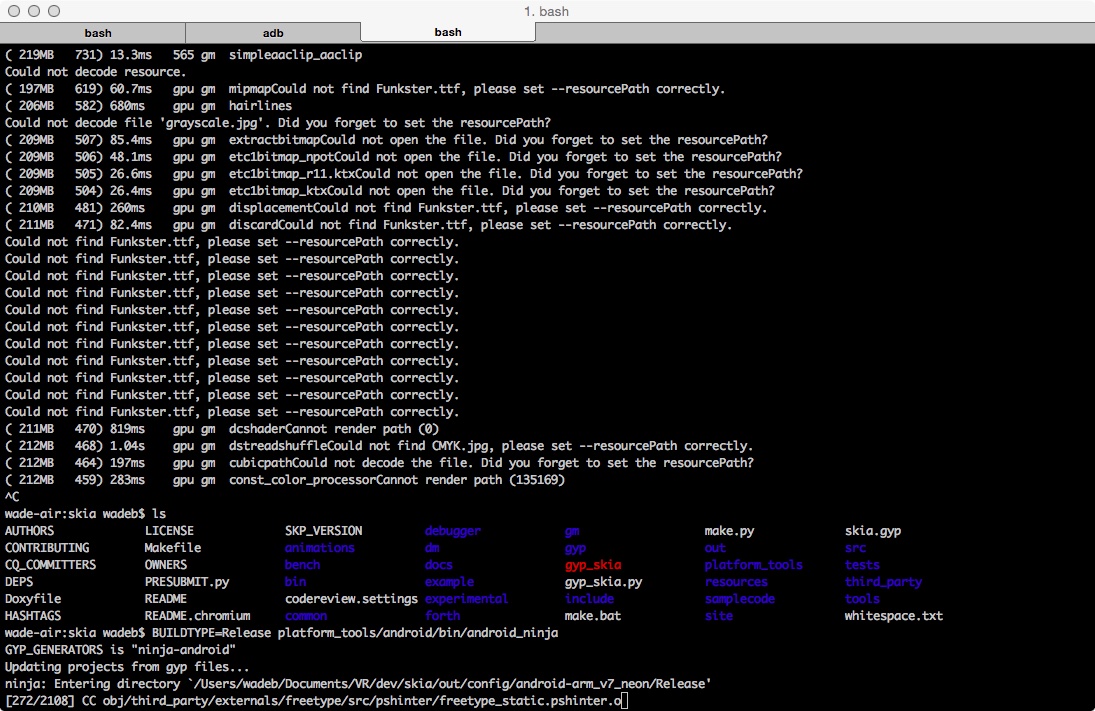 1. bash
bash adb bash
( 219MB 731) 13.3ms 565 gm simpleaaclip_aaclip
Could not decode resource.
( 197MB 619) 60.7ms gpu gm mipmapCould not find Funkster.ttf, please set --resourcePath correctly.
( 206MB 582) 680ms gpu gm hairlines
Could not decode file 'grayscale.jpg'. Did you forget to set the resourcePath?
( 209MB 507) 85.4ms gpu gm extractbitmapCould not open the file. Did you forget to set the resourcePath?
( 209MB 506) 48.1ms gpu gm etc1bitmap_npotCould not open the file. Did you forget to set the resourcePath?
( 209MB 505) 26.6ms gpu gm etc1bitmap_r11.ktxCould not open the file. Did you forget to set the resourcePath?
( 209MB 504) 26.4ms gpu gm etc1bitmap_ktxCould not open the file. Did you forget to set the resourcePath?
( 210MB 481) 260ms gpu gm displacementCould not find Funkster.ttf, please set --resourcePath correctly.
( 211MB 471) 82.4ms gpu gm discardCould not find Funkster.ttf, please set --resourcePath correctly.
Could not find Funkster.ttf, please set --resourcePath correctly.
Could not find Funkster.ttf, please set --resourcePath correctly.
Could not find Funkster.ttf, please set --resourcePath correctly.
Could not find Funkster.ttf, please set --resourcePath correctly.
Could not find Funkster.ttf, please set --resourcePath correctly.
Could not find Funkster.ttf, please set --resourcePath correctly.
Could not find Funkster.ttf, please set --resourcePath correctly.
Could not find Funkster.ttf, please set --resourcePath correctly.
Could not find Funkster.ttf, please set --resourcePath correctly.
Could not find Funkster.ttf, please set --resourcePath correctly.
Could not find Funkster.ttf, please set --resourcePath correctly.
( 211MB 470) 819ms gpu gm dcshaderCannot render path (0)
( 212MB 468) 1.04s gpu gm dstreadshuffleCould not find CMYK.jpg, please set --resourcePath correctly.
( 212MB 464) 197ms gpu gm cubicpathCould not decode the file. Did you forget to set the resourcePath?
( 212MB 459) 283ms gpu gm const_color_processorCannot render path (135169)
^C
wade-air:skia wadeb$ ls
AUTHORS LICENSE SKP_VERSION debugger gm make.py skia.gyp
CONTRIBUTING Makefile animations dm gyp out src
CQ_COMMITTERS OWNERS bench docs gyp_skia platform_tools tests
DEPS PRESUBMIT.py bin example gyp_skia.py resources third_party
Doxyfile README codereview.settings experimental include samplecode tools
HASHTAGS README.chromium common forth make.bat site whitespace.txt
wade-air:skia wadeb$ BUILDTYPE=Release platform_tools/android/bin/android_ninja
GYP_GENERATORS is "ninja-android"
Updating projects from gyp files...
ninja: Entering directory `/Users/wadeb/Documents/VR/dev/skia/out/config/android-arm_v7_neon/Release'
[272/2108] CC obj/third_party/externals/freetype/src/pshinter/freetype_static.pshinter.o